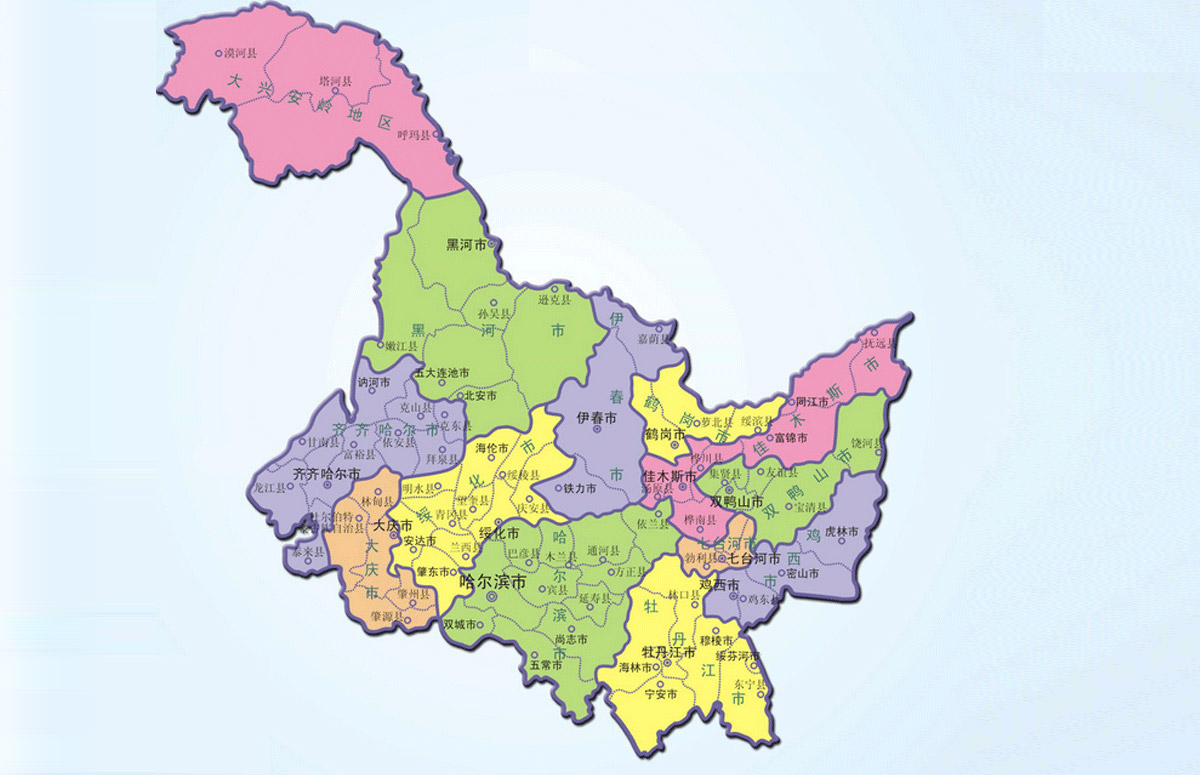 漠河县
塔河县
大兴安岭地区
呼玛县
黑河市
孙吴县
逊克县
黑河市
嫩江县
五大连池市
北安市
伊春市
嘉荫县
伊春市
铁力市
讷河市
克山县
克东县
齐齐哈尔市
甘南县
依安县
富裕县
拜泉县
齐齐哈尔市
龙江县
泰来县
林甸县
杜尔伯特
自治县
大庆市
大庆市
肇州县
肇源县
绥化市
海伦市
绥棱县
明水县
望奎县
庆安县
青冈县
绥化市
安达市
兰西县
肇东市
鹤岗市
萝北县
绥滨县
鹤岗市
抚远县
佳木斯市
同江市
富锦市
桦川县
佳木斯市
汤原县
桦南县
饶河县
双鸭山市
集贤县
友谊县
双鸭山市
宝清县
七台河市
七台河市
勃利县
虎林市
鸡西市
密山市
鸡西市
鸡东县
哈尔滨市
依兰县
巴彦县
木兰县
通河县
方正县
哈尔滨市
宾县
延寿县
双城市
尚志市
五常市
牡丹江市
林口县
穆棱市
绥芬河市
牡丹江市
海林市
东宁县
宁安市